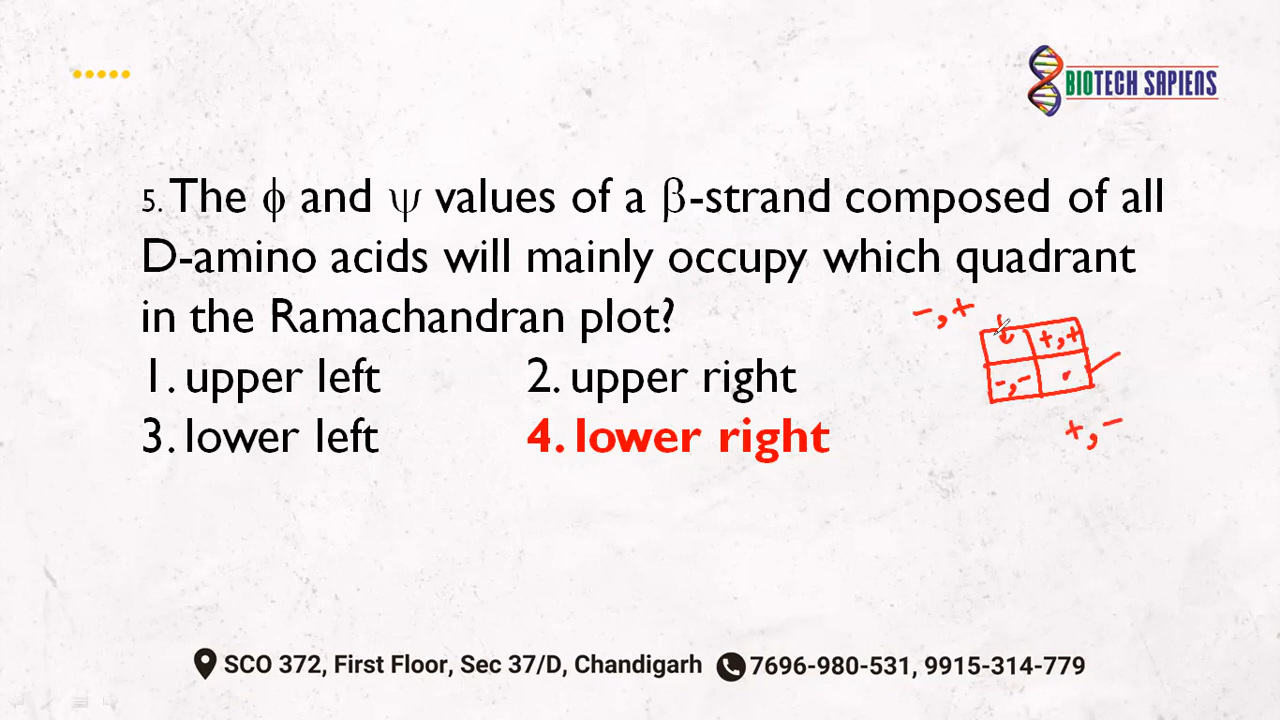 BIOTECH SAPIENS
5. The ϕ and ψ values of a β-strand composed of all
D-amino acids will mainly occupy which quadrant
in the Ramachandran plot?
-,+
+,+
-,-
+,-
1. upper left 2. upper right
3. lower left 4. lower right
SCO 372, First Floor, Sec 37/D, Chandigarh 7696-980-531, 9915-314-779